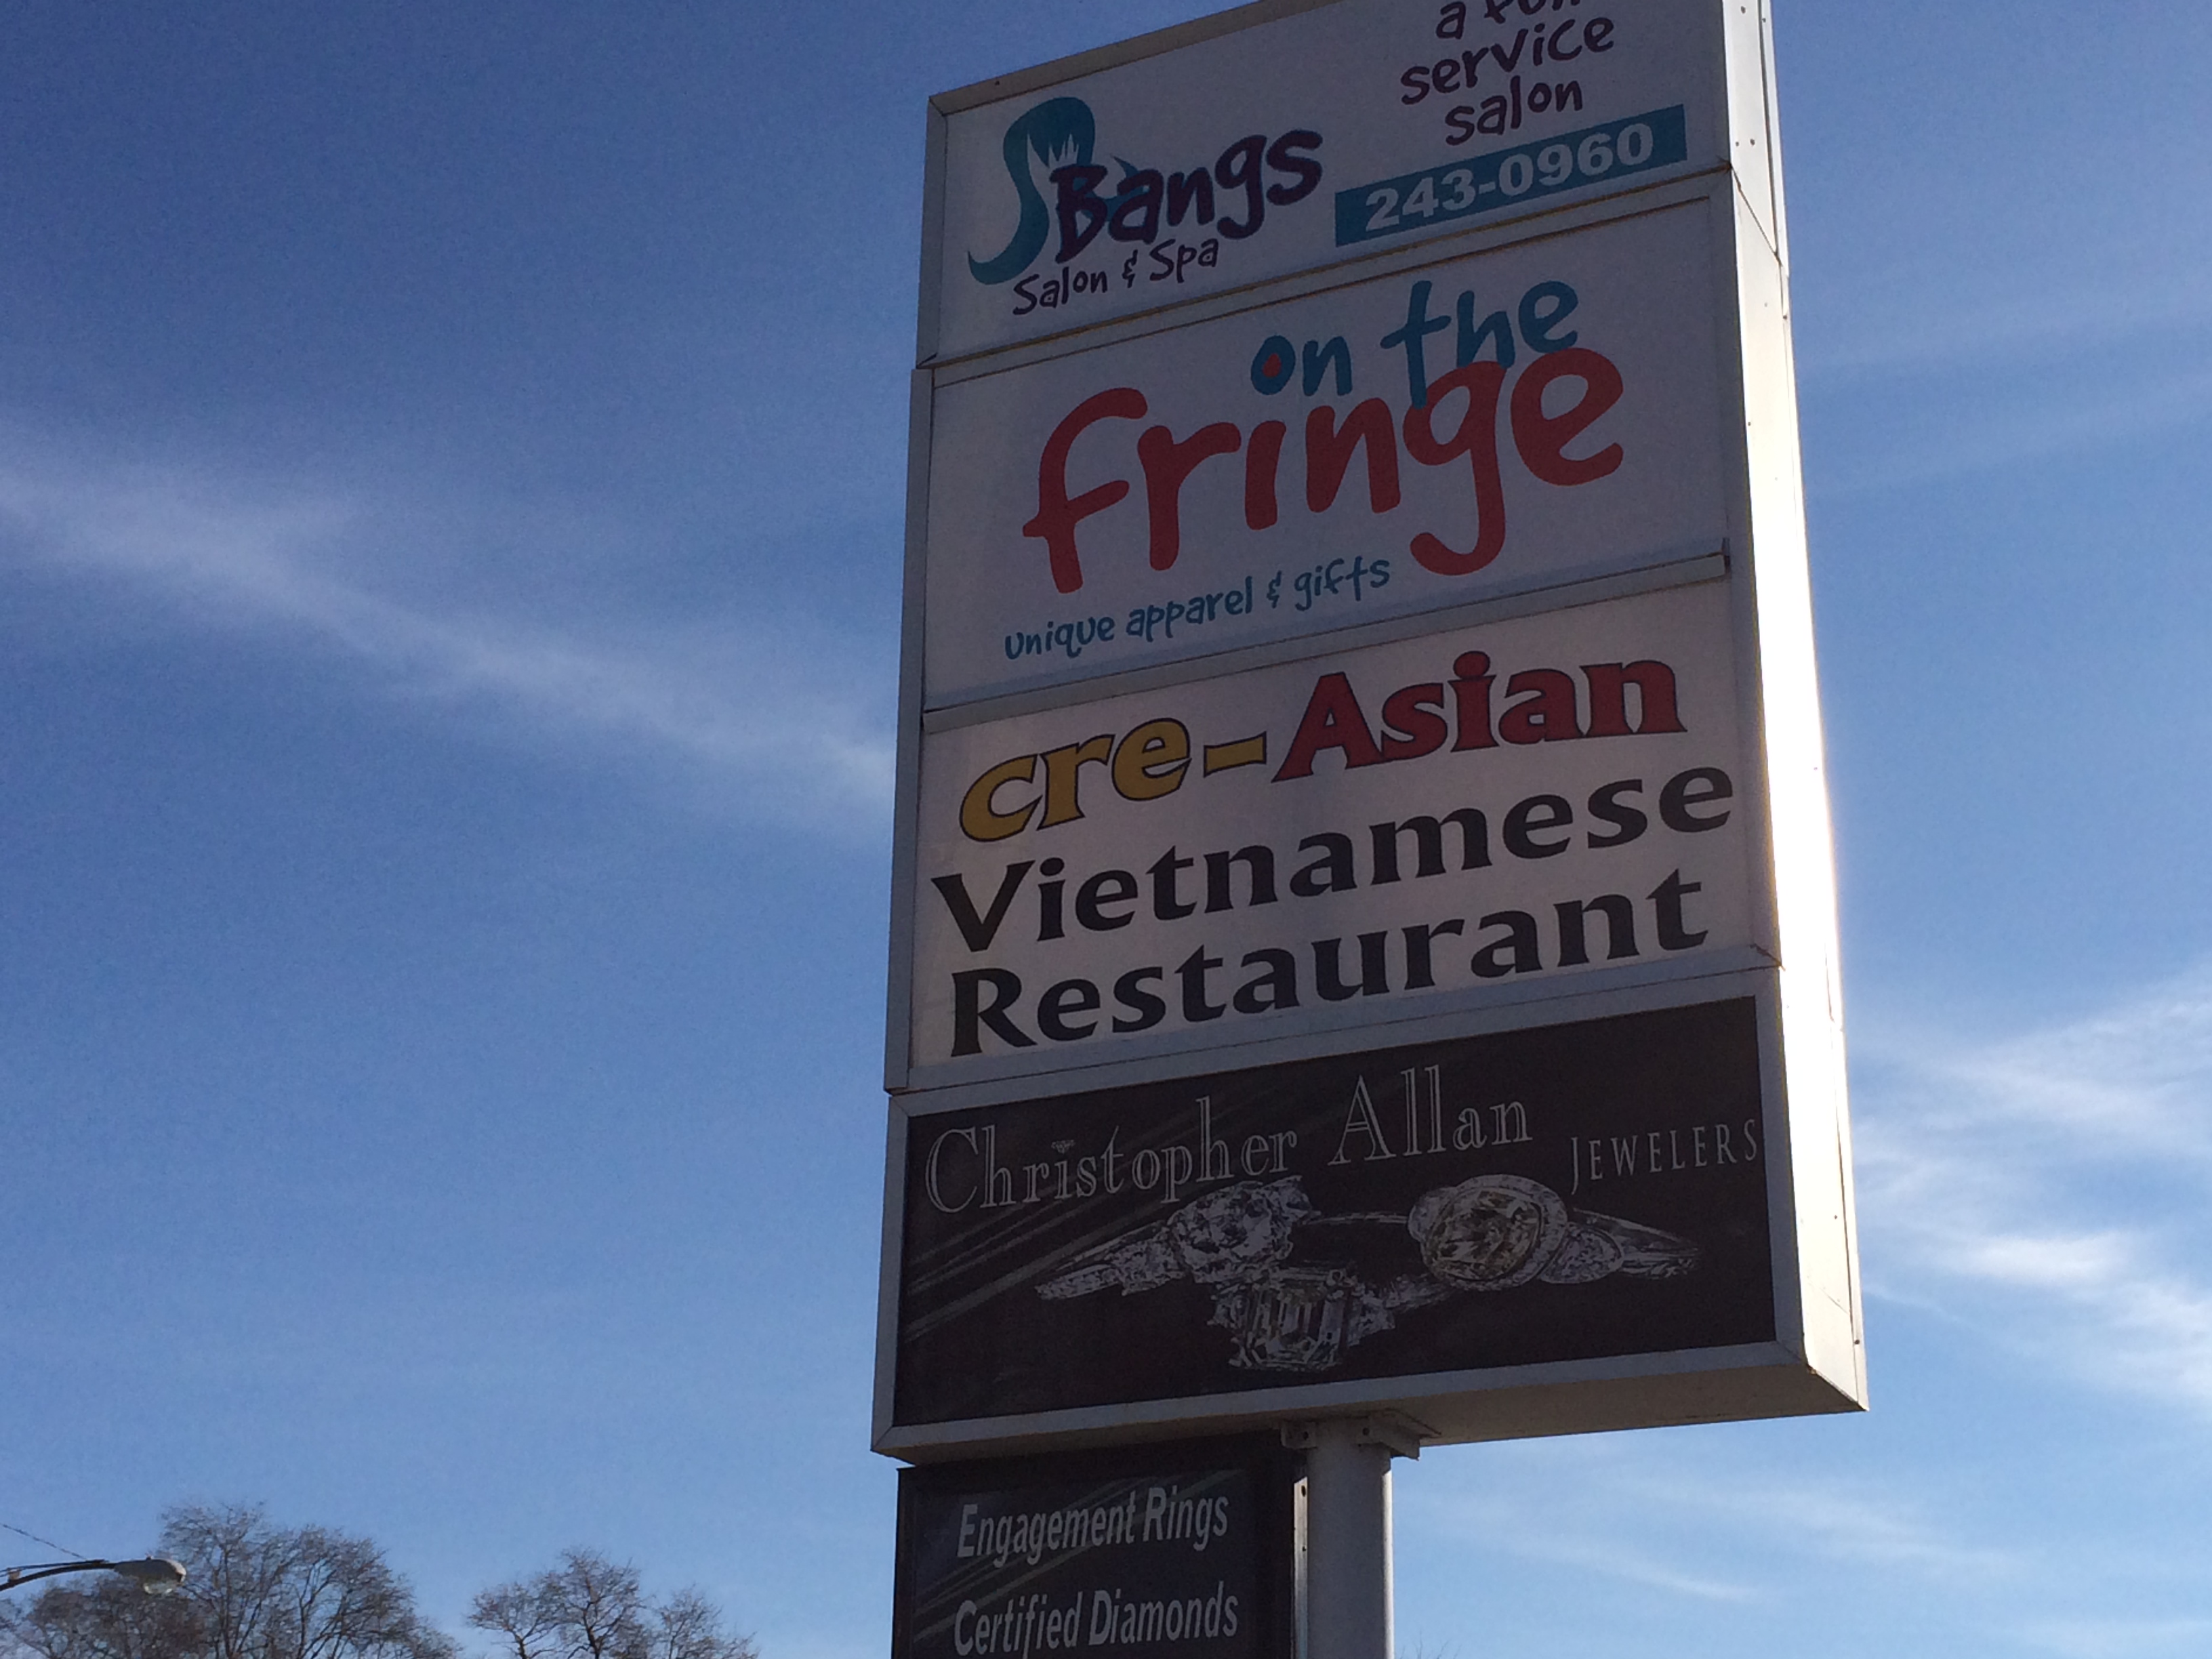 a
service
salon
Bangs
Salon & Spa
243-0960
on the
fringe
unique apparel & gifts
cre-Asian
Vietnamese
Restaurant
Christopher Allan
JEWELERS
Engagement Rings
Certified Diamonds